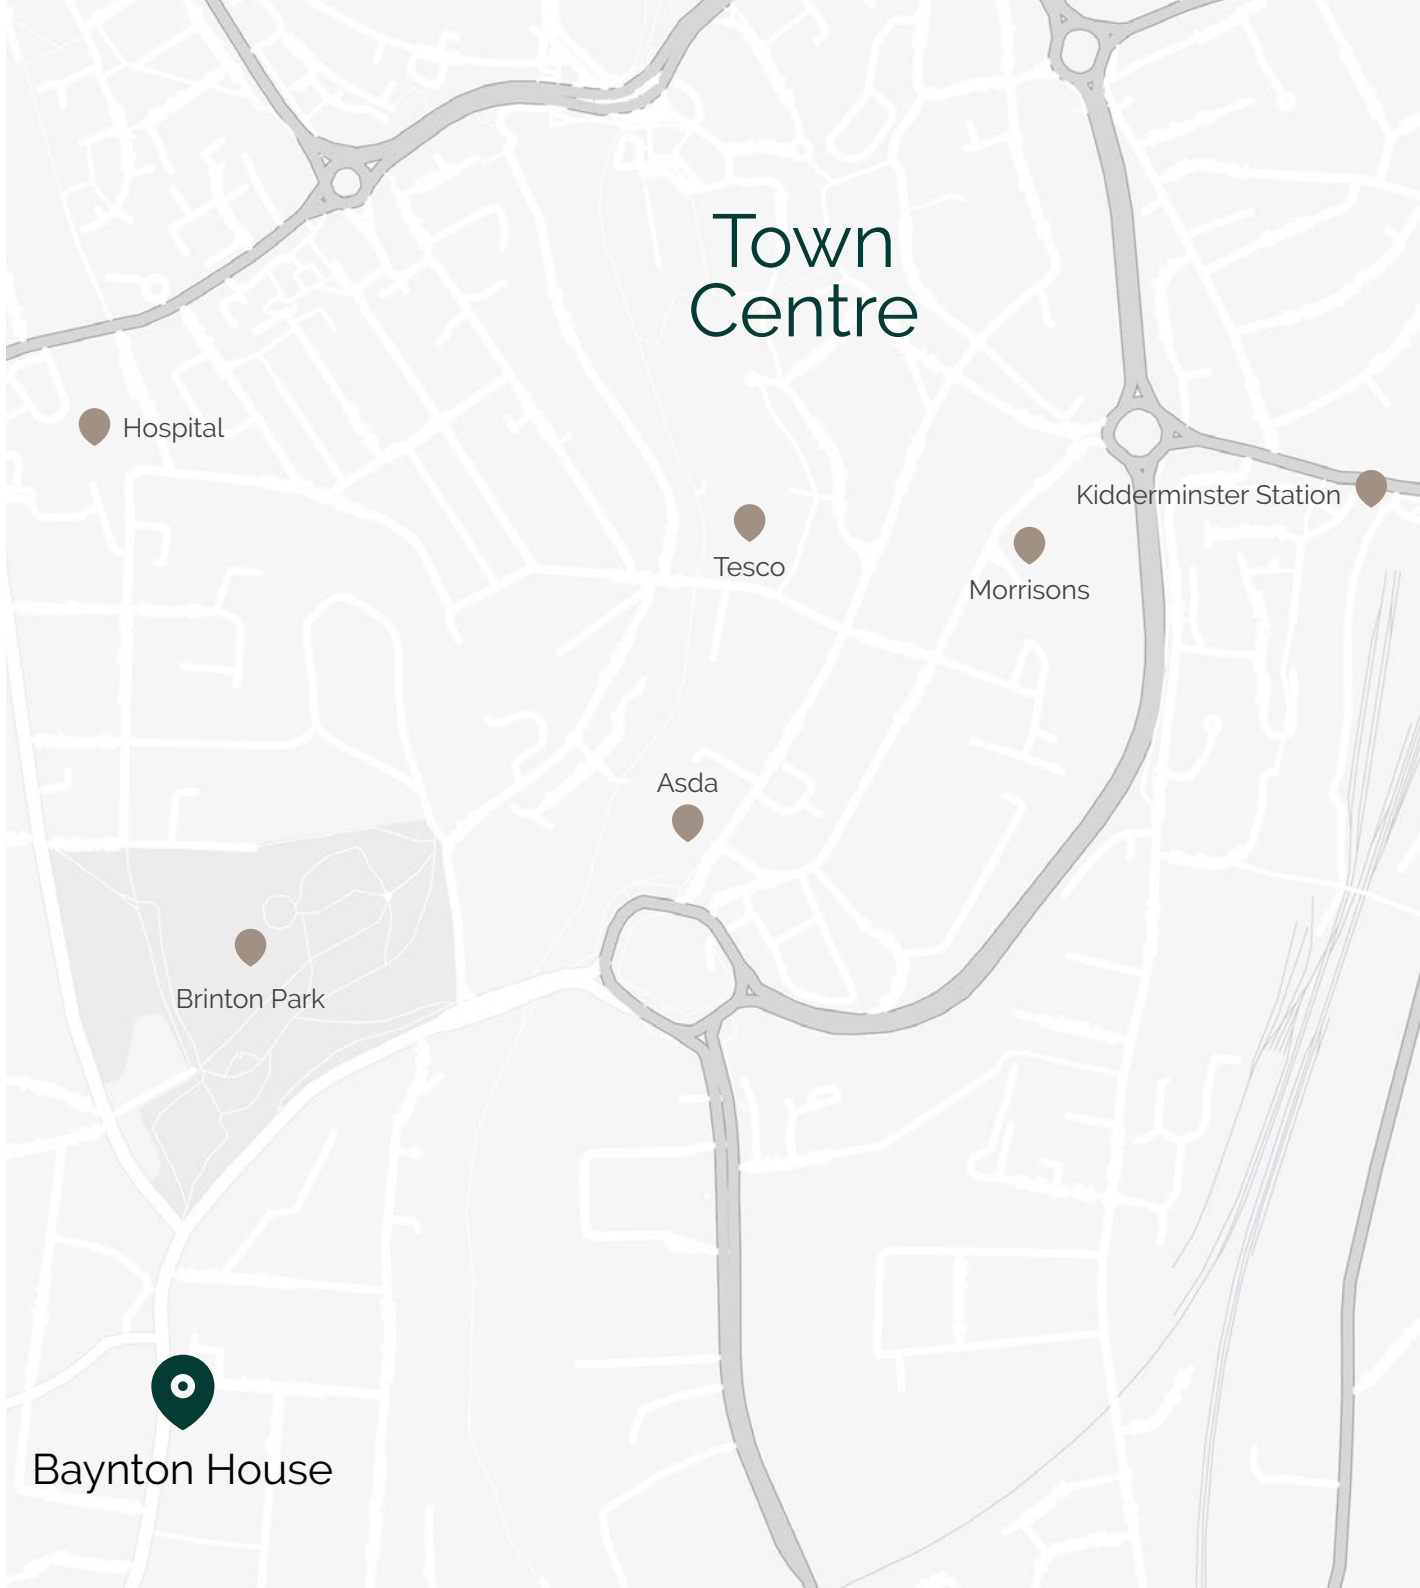 Town
Centre
Hospital
Kidderminster Station
Tesco
Morrisons
Asda
Brinton Park
Baynton House